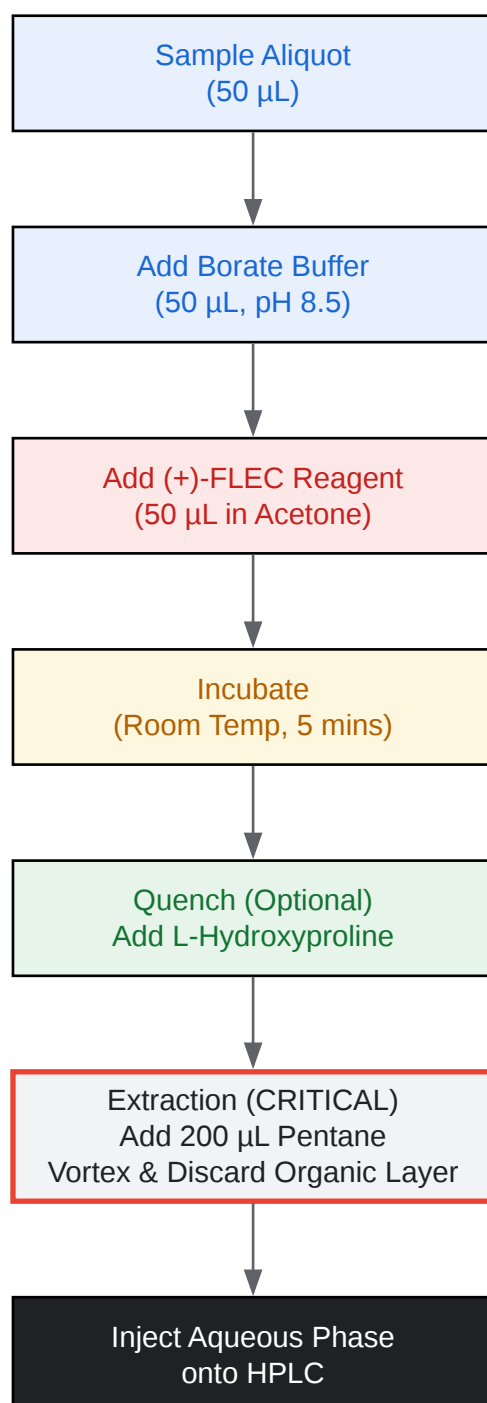 Sample Aliquot
(50 µL)
Add Borate Buffer
(50 µL, pH 8.5)
Add (+)-FLEC Reagent
(50 µL in Acetone)
Incubate
(Room Temp, 5 mins)
Quench (Optional)
Add L-Hydroxyproline
Extraction (CRITICAL)
Add 200 µL Pentane
Vortex & Discard Organic Layer
Inject Aqueous Phase
onto HPLC